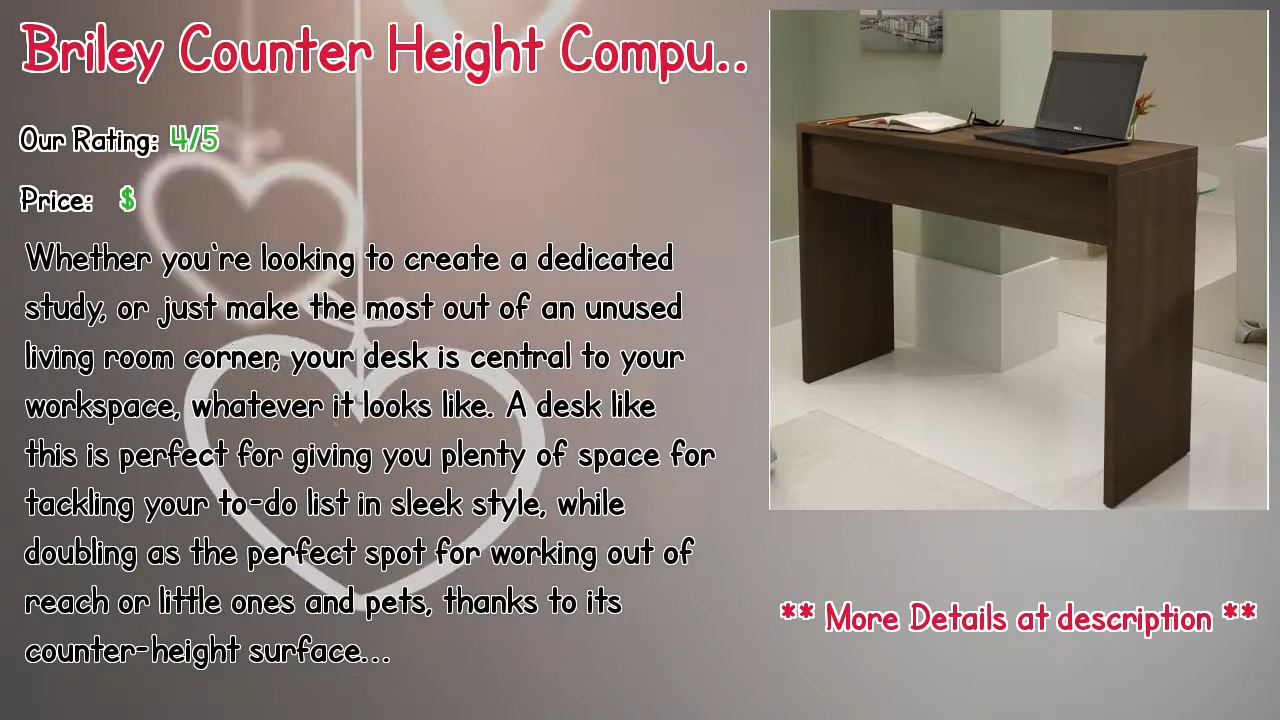 Briley Counter Height Compu..
Our Rating: 4/5
Price: $
Whether you`re looking to create a dedicated
study, or just make the most out of an unused
living room corner, your desk is central to your
workspace, whatever it looks like. A desk like
this is perfect for giving you plenty of space for
tackling your to-do list in sleek style, while
doubling as the perfect spot for working out of
reach or little ones and pets, thanks to its
counter-height surface...
DELL
** More Details at description **